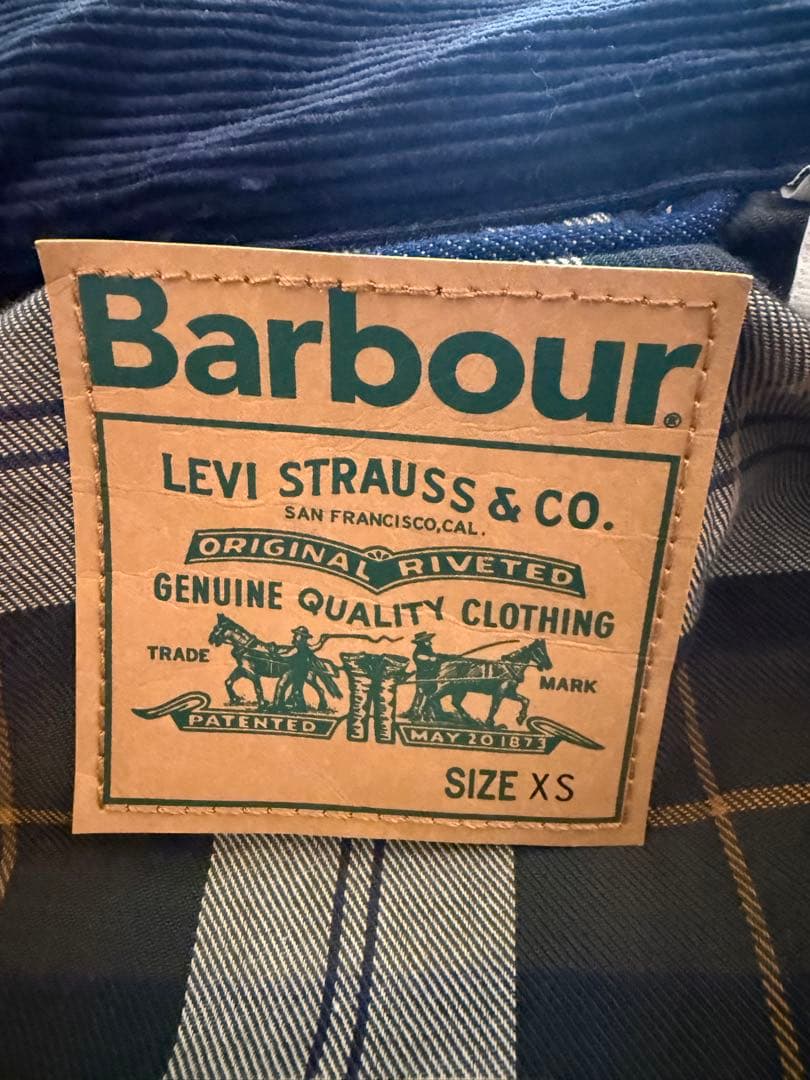 Barbour®
LEVI STRAUSS & CO.
SAN FRANCISCO, CAL.
ORIGINAL RIVETED
GENUINE QUALITY CLOTHING
TRADE MARK
PATENTED MAY 20 1873
SIZE XS